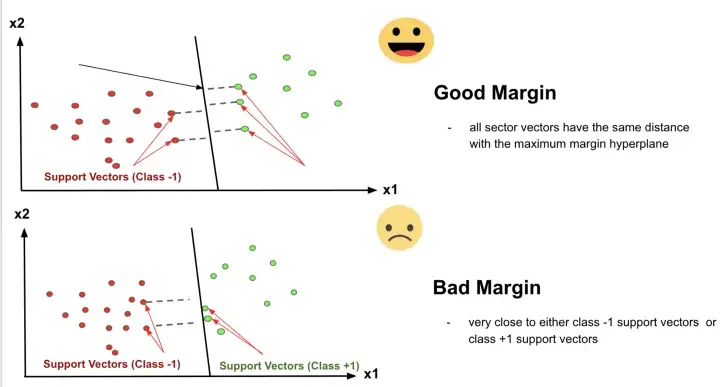 x2
Good Margin
- all sector vectors have the same distance
with the maximum margin hyperplane
Support Vectors (Class -1)
x1
x2
Bad Margin
- very close to either class -1 support vectors or
class +1 support vectors
Support Vectors (Class -1)
Support Vectors (Class +1)
x1